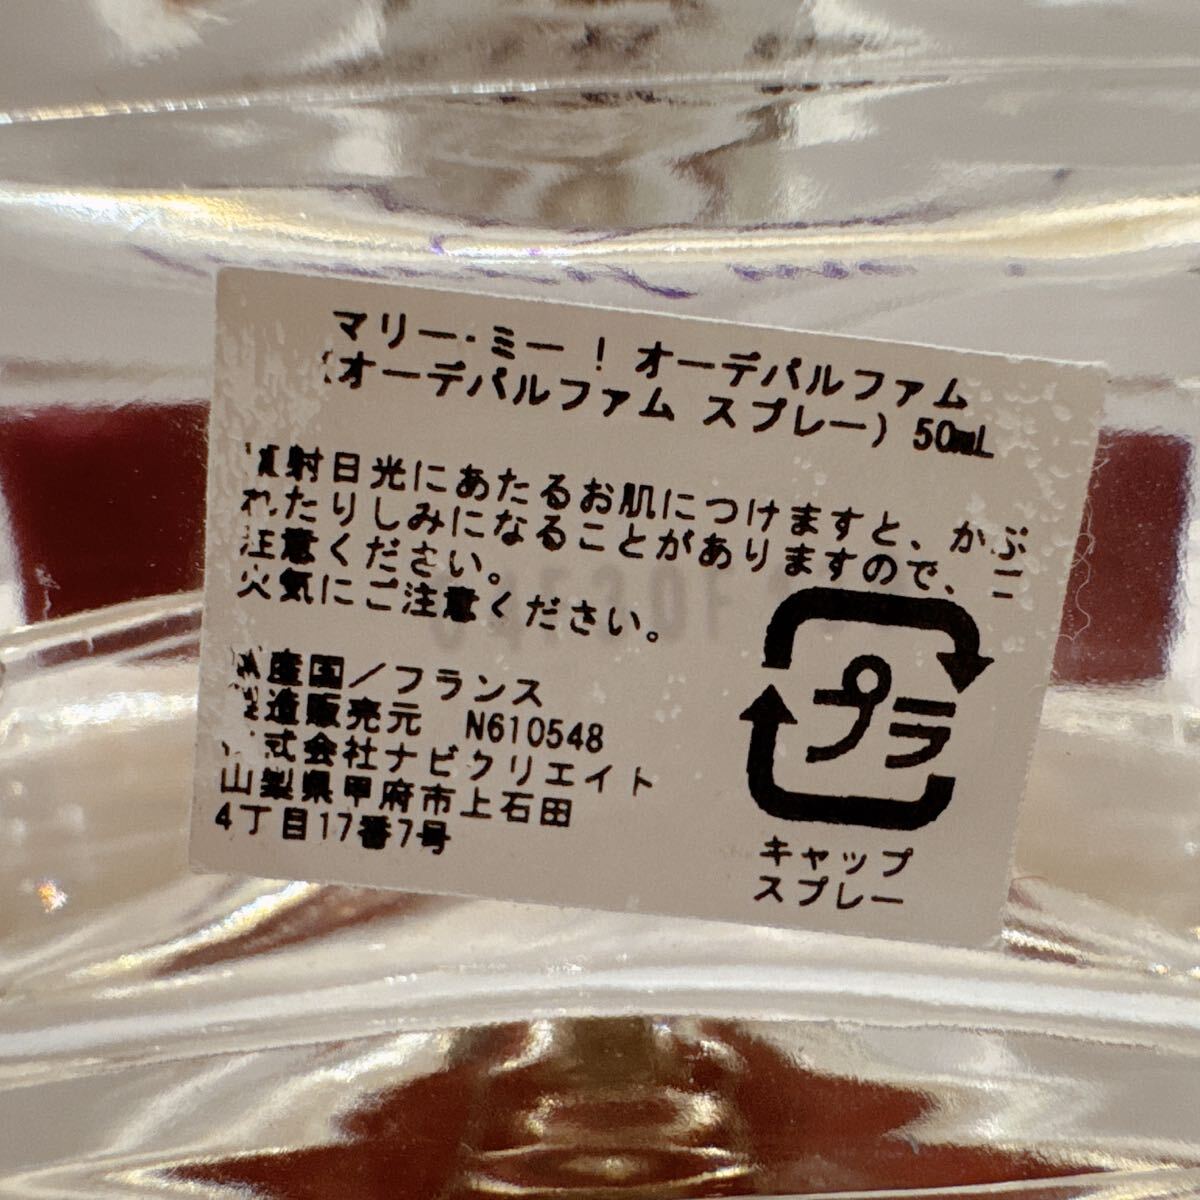 マリー・ミー！オーデパルファム
(オーデパルファム スプレー) 50mL
直射日光にあたるお肌につけますと、かぶ
れたりしみになることがありますので、ご
注意ください。
火気にご注意ください。
原産国／フランス
製造販売元 N610548
株式会社ナビクリエイト
山梨県甲府市上石田
4丁目17番7号
プラ
キャップ
スプレー